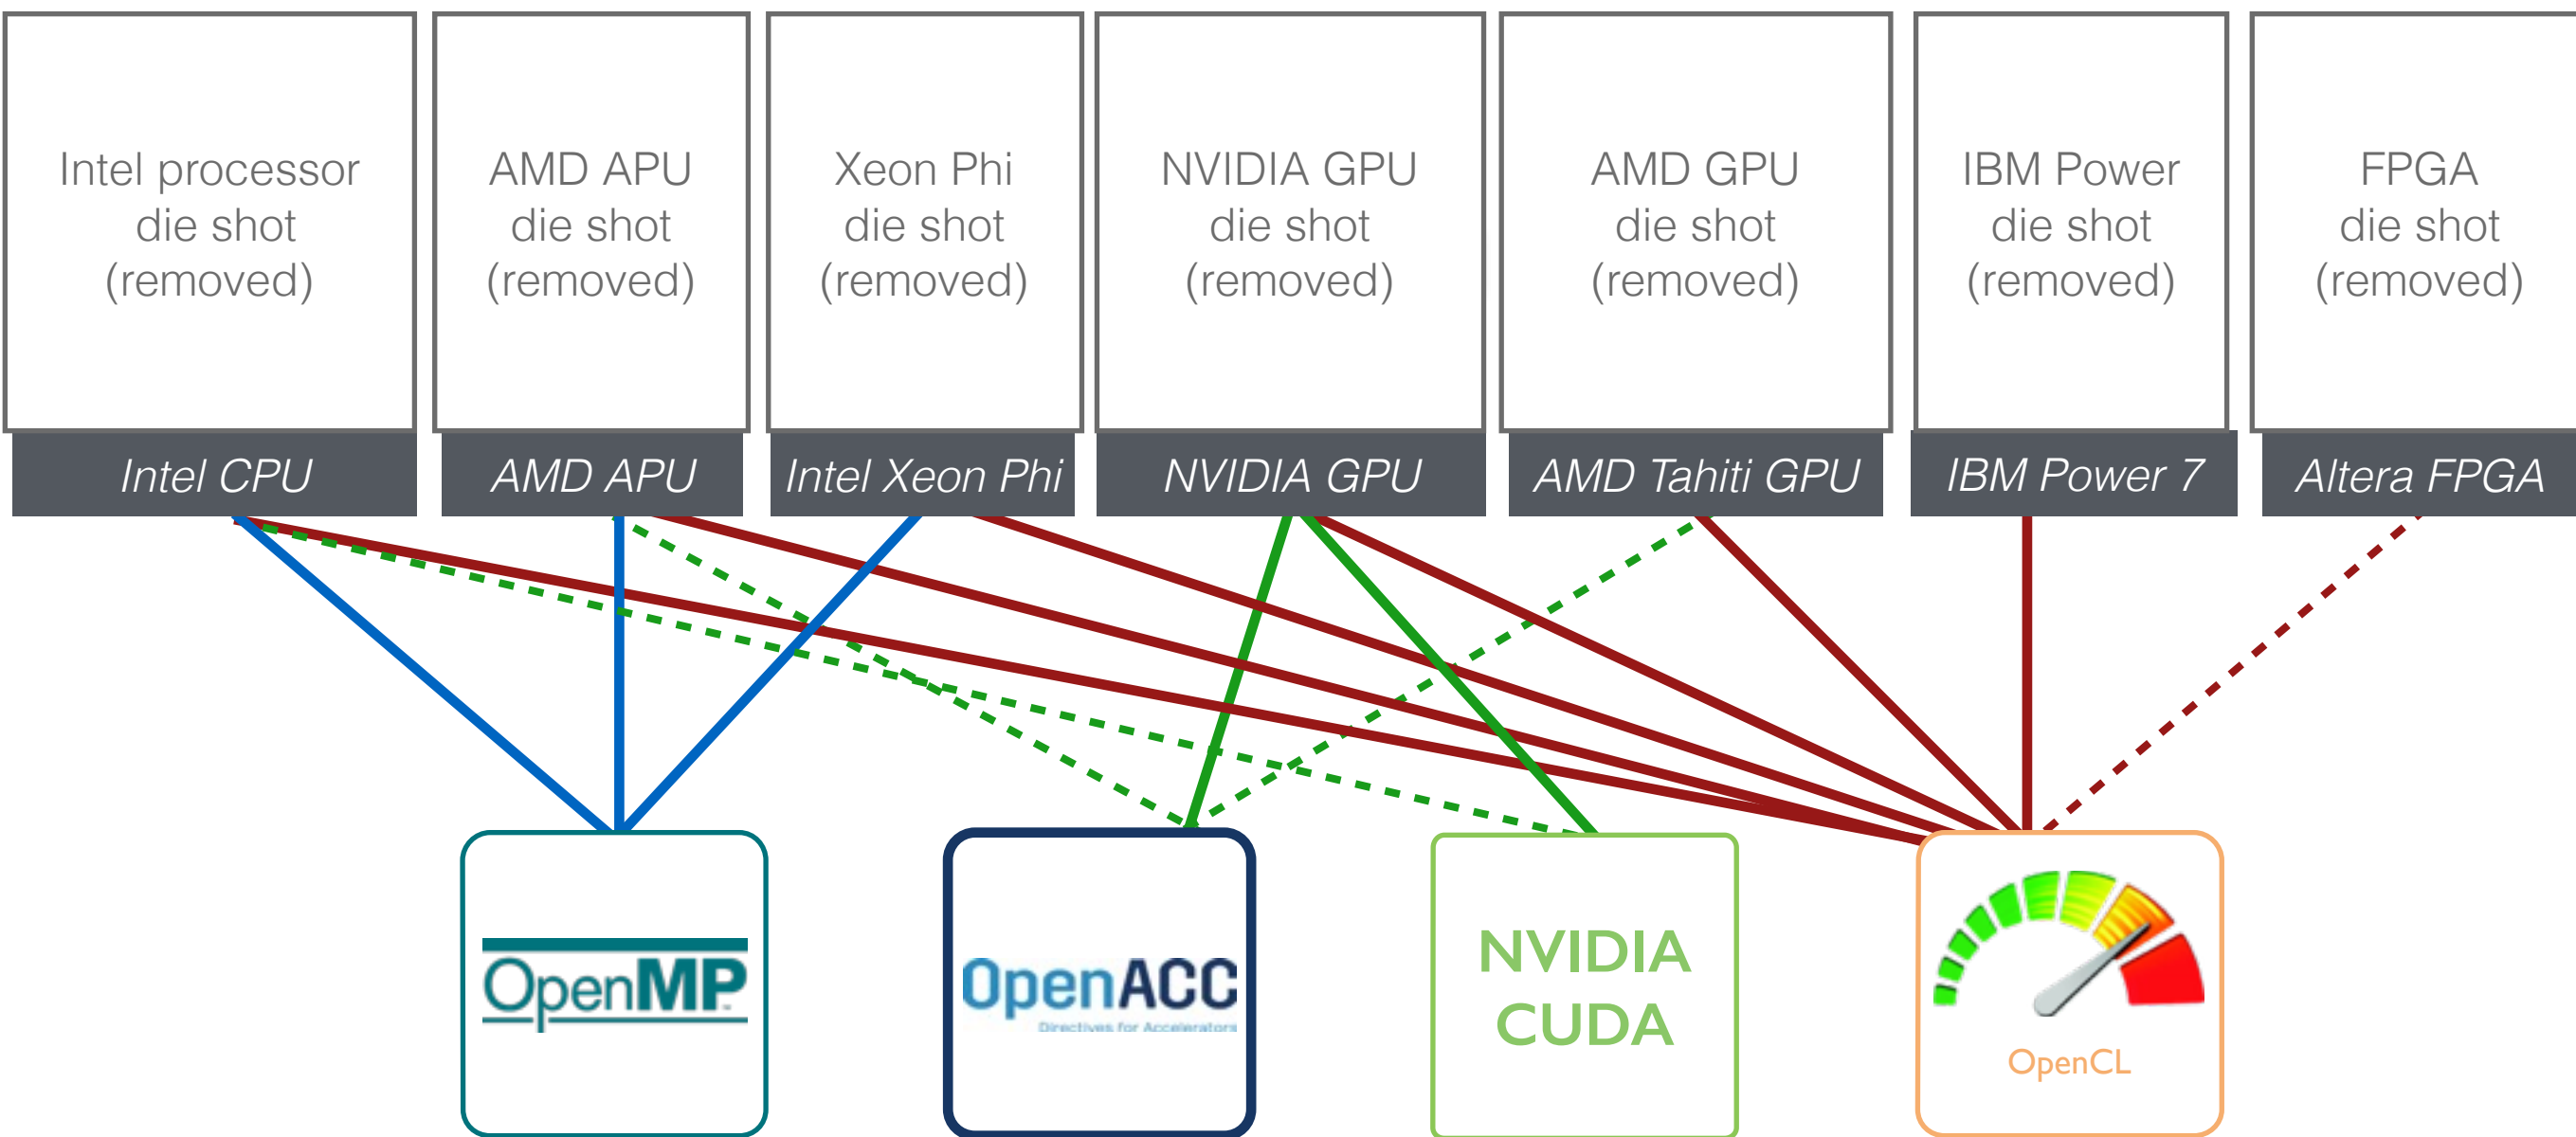 Intel processor
die shot
(removed)
AMD APU
die shot
(removed)
Xeon Phi
die shot
(removed)
NVIDIA GPU
die shot
(removed)
AMD GPU
die shot
(removed)
IBM Power
die shot
(removed)
FPGA
die shot
(removed)
Intel CPU
AMD APU
Intel Xeon Phi
NVIDIA GPU
AMD Tahiti GPU
IBM Power 7
Altera FPGA
OpenMP
OpenACC
Directives for Accelerators
NVIDIA
CUDA
OpenCL